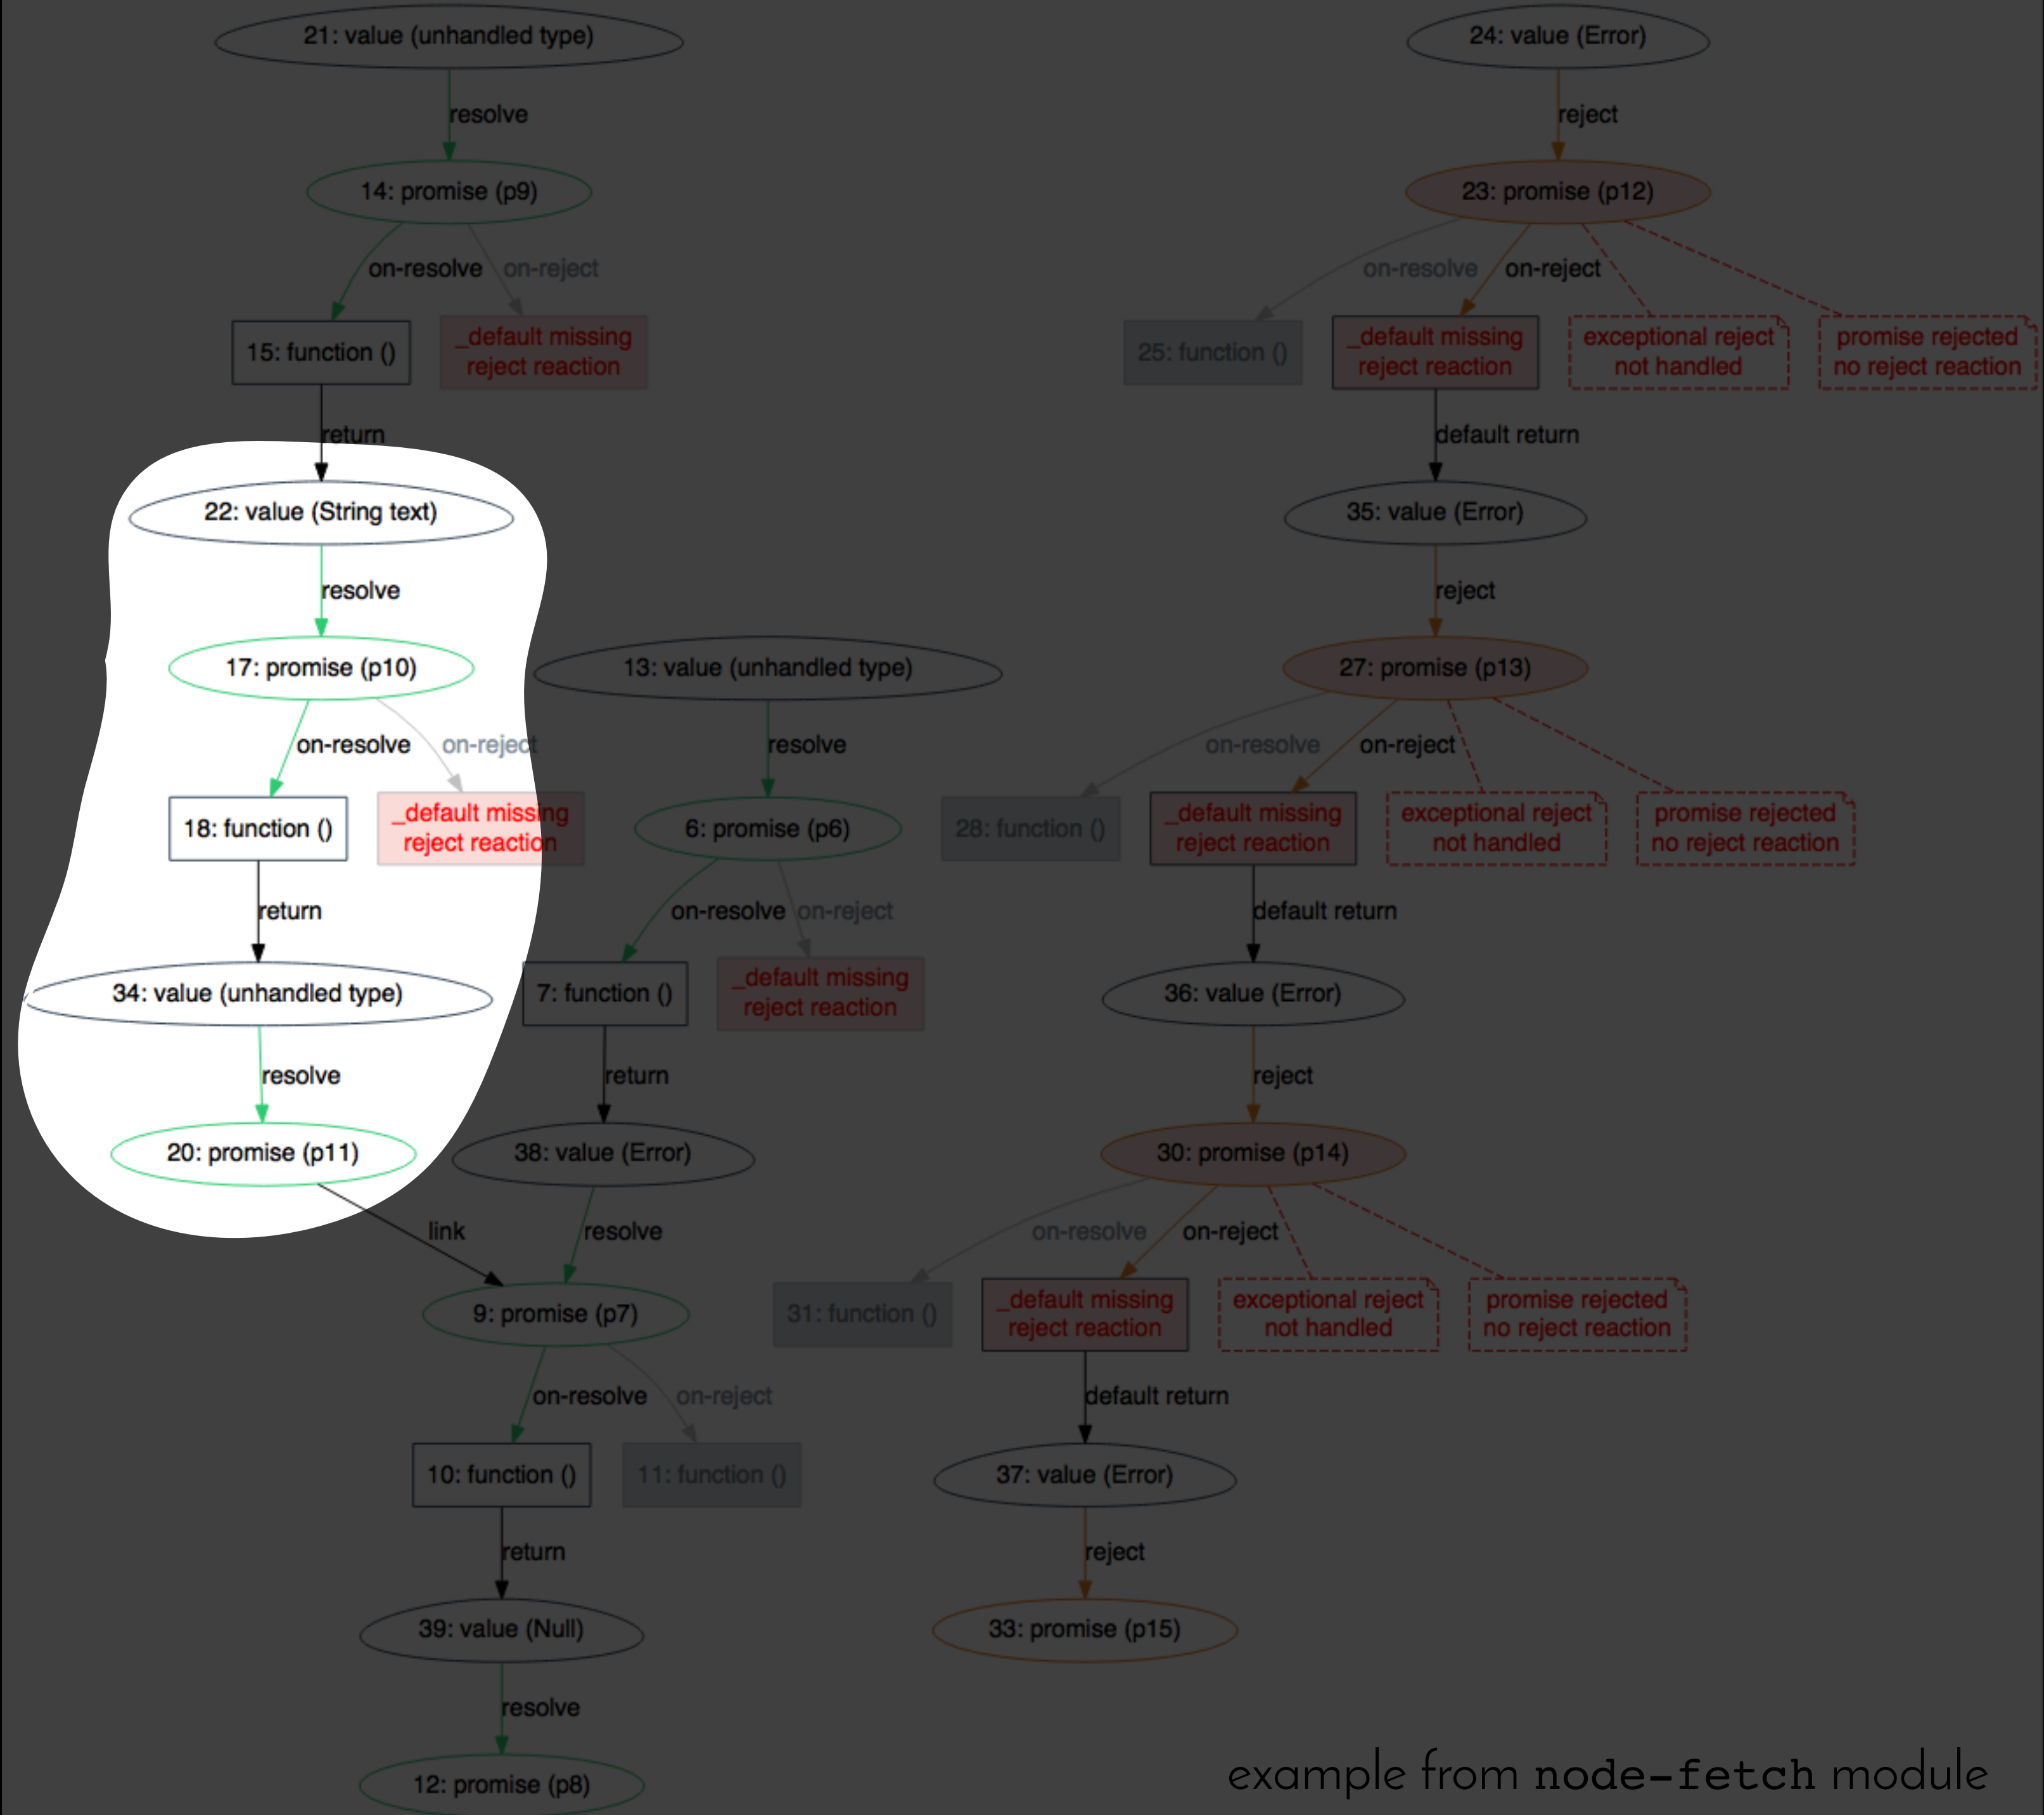 21: value (unhandled type)
24: value (Error)
resolve
reject
14: promise (p9)
23: promise (p12)
on-resolve
on-reject
on-resolve
on-reject
15: function ()
_default missing
reject reaction
25: function ()
_default missing
reject reaction
exceptional reject
not handled
promise rejected
no reject reaction
return
default return
22: value (String text)
35: value (Error)
resolve
reject
17: promise (p10)
13: value (unhandled type)
27: promise (p13)
on-resolve
on-reject
resolve
on-resolve
on-reject
18: function ()
_default missing
reject reaction
6: promise (p6)
28: function ()
_default missing
reject reaction
exceptional reject
not handled
promise rejected
no reject reaction
return
on-resolve
on-reject
default return
34: value (unhandled type)
7: function ()
_default missing
reject reaction
36: value (Error)
resolve
return
reject
20: promise (p11)
38: value (Error)
30: promise (p14)
link
resolve
on-resolve
on-reject
9: promise (p7)
31: function ()
_default missing
reject reaction
exceptional reject
not handled
promise rejected
no reject reaction
on-resolve
on-reject
default return
10: function ()
11: function ()
37: value (Error)
return
reject
39: value (Null)
33: promise (p15)
resolve
12: promise (p8)
example from node-fetch module